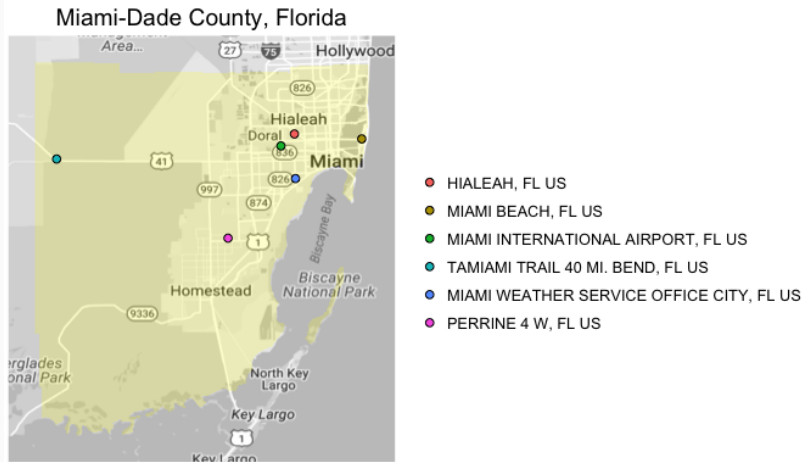 Miami-Dade County, Florida
Area...
27
75
Hollywood
826
Hialeah
Doral
836
Miami
41
826
997
874
Biscayne Bay
1
Biscayne
National Park
Homestead
9336
erglades
onal Park
North Key
Largo
Key Largo
1
Key Largo
HIALEAH, FL US
MIAMI BEACH, FL US
MIAMI INTERNATIONAL AIRPORT, FL US
TAMIAMI TRAIL 40 MI. BEND, FL US
MIAMI WEATHER SERVICE OFFICE CITY, FL US
PERRINE 4 W, FL US